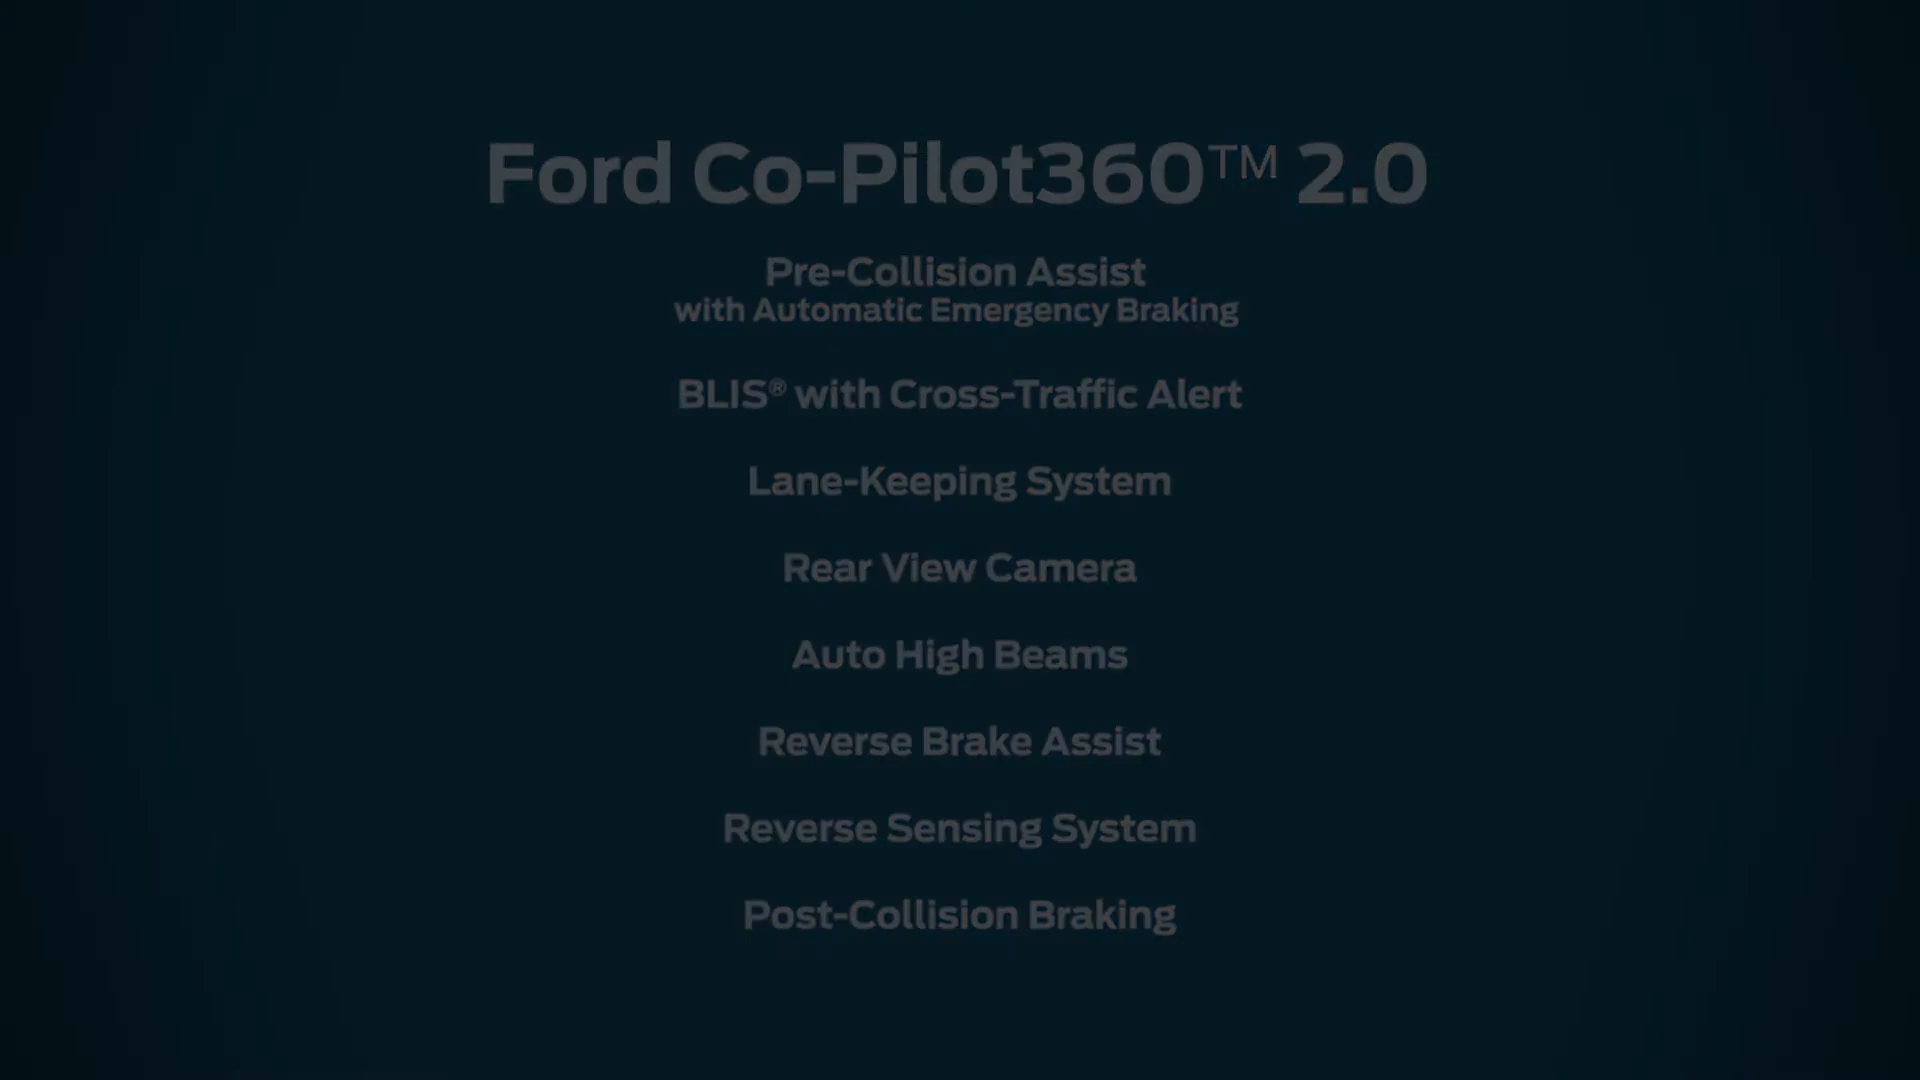 Ford Co-Pilot360™ 2.0
Pre-Collision Assist
with Automatic Emergency Braking
BLIS® with Cross-Traffic Alert
Lane-Keeping System
Rear View Camera
Auto High Beams
Reverse Brake Assist
Reverse Sensing System
Post-Collision Braking